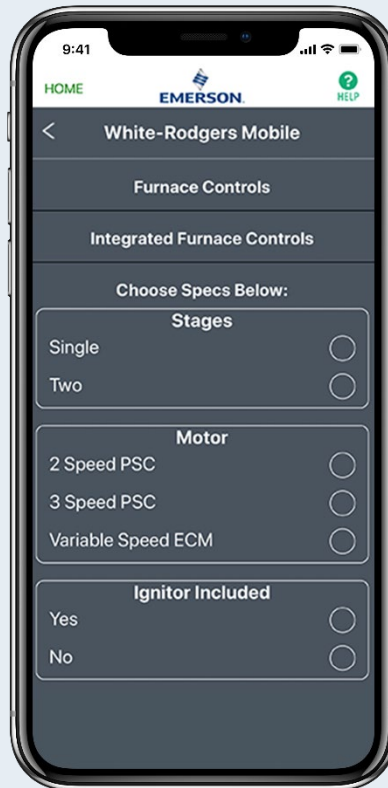 9:41
HOME
EMERSON.
HELP
White-Rodgers Mobile
Furnace Controls
Integrated Furnace Controls
Choose Specs Below:
Stages
Single
Two
Motor
2 Speed PSC
3 Speed PSC
Variable Speed ECM
Ignitor Included
Yes
No